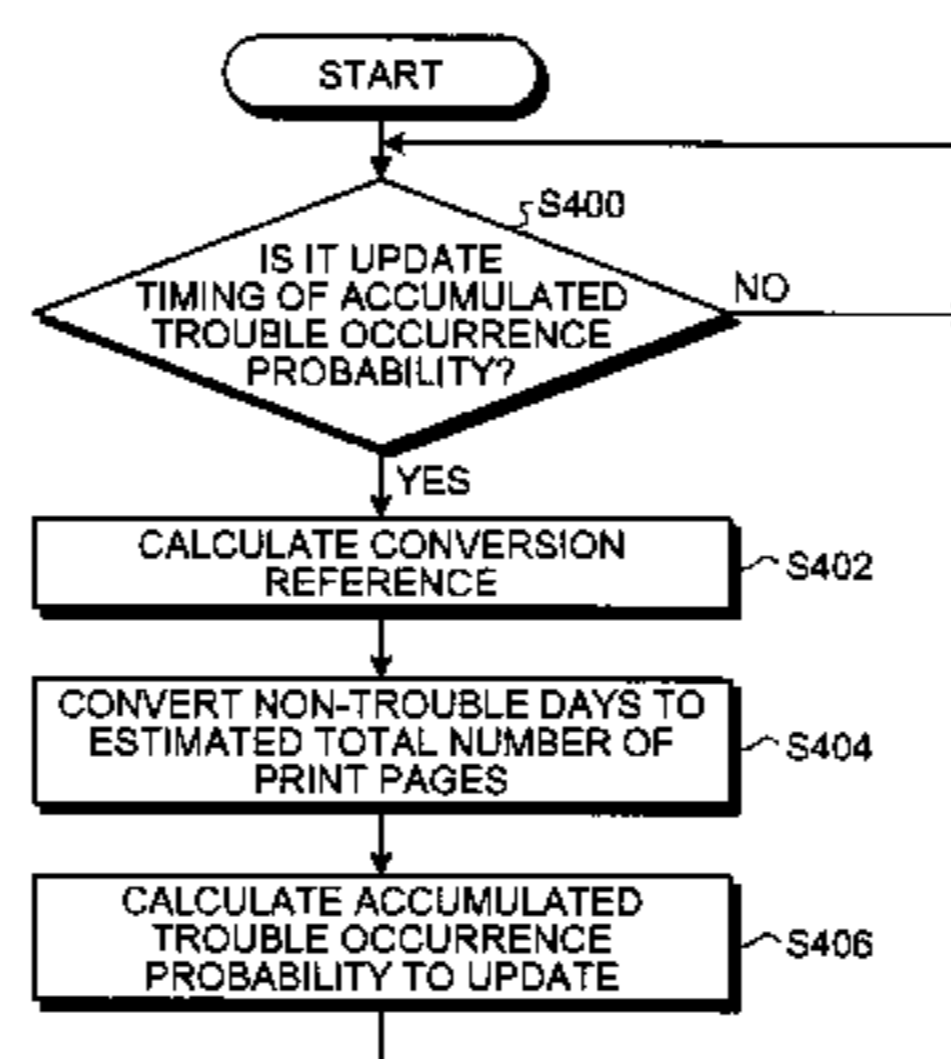 START
S400
IS IT UPDATE
TIMING OF ACCUMULATED
TROUBLE OCCURRENCE
PROBABILITY?
NO
YES
CALCULATE CONVERSION
REFERENCE
S402
CONVERT NON-TROUBLE DAYS TO
ESTIMATED TOTAL NUMBER OF
PRINT PAGES
S404
CALCULATE ACCUMULATED
TROUBLE OCCURRENCE
PROBABILITY TO UPDATE
S406